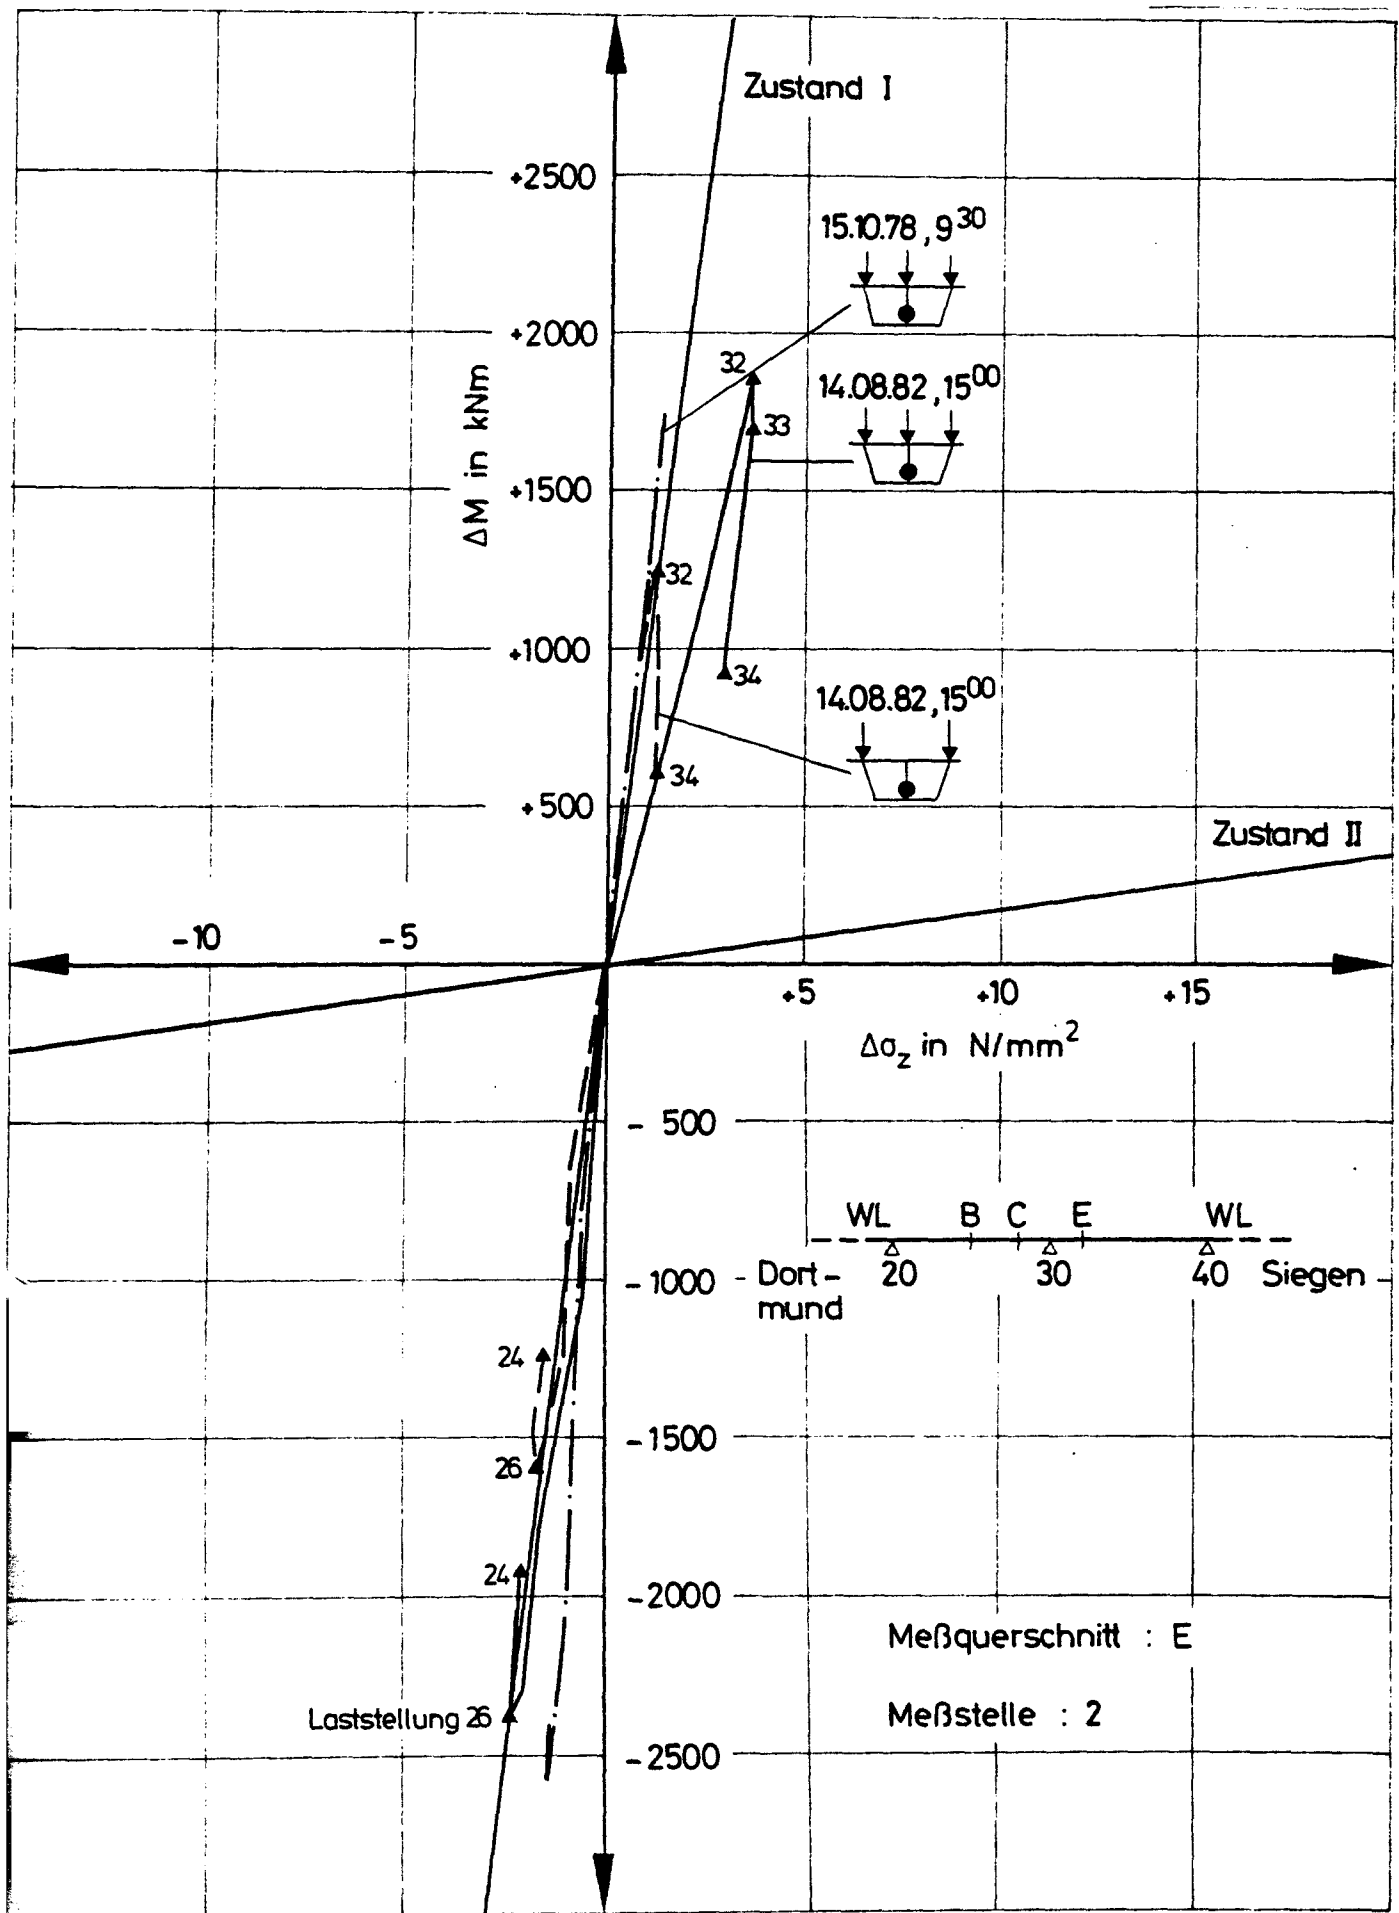 Zustand I
+2500
15.10.78, 9³⁰
+2000
32
14.08.82, 15⁰⁰
33
ΔM in kNm
+1500
32
+1000
34
14.08.82, 15⁰⁰
34
+500
Zustand II
-10
-5
+5
+10
+15
Δσz in N/mm²
- 500
WL B C E WL
-1000
Dort-
mund
20 30 40 Siegen
24
-1500
26
24
-2000
Meßquerschnitt : E
Laststellung 26
Meßstelle : 2
-2500